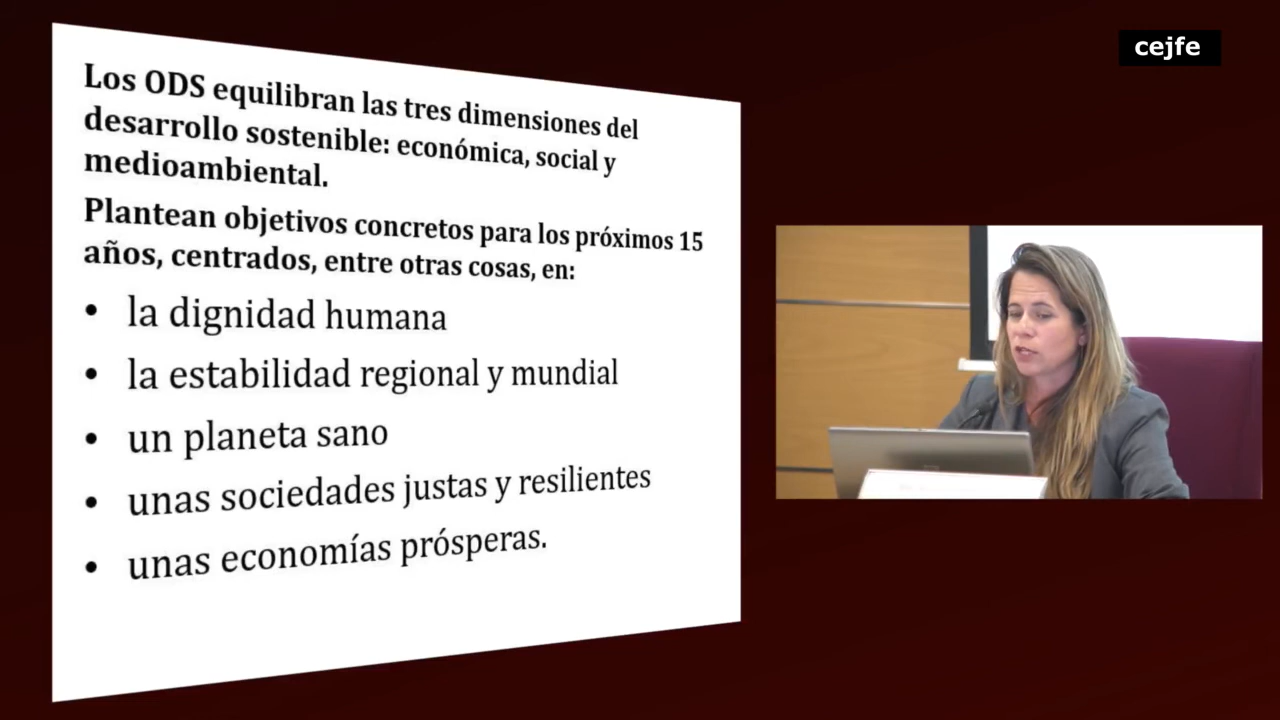 cejfe
Los ODS equilibran las tres dimensiones del
desarrollo sostenible: económica, social y
medioambiental.
Plantean objetivos concretos para los próximos 15
años, centrados, entre otras cosas, en:
• la dignidad humana
• la estabilidad regional y mundial
• un planeta sano
• unas sociedades justas y resilientes
• unas economías prósperas.